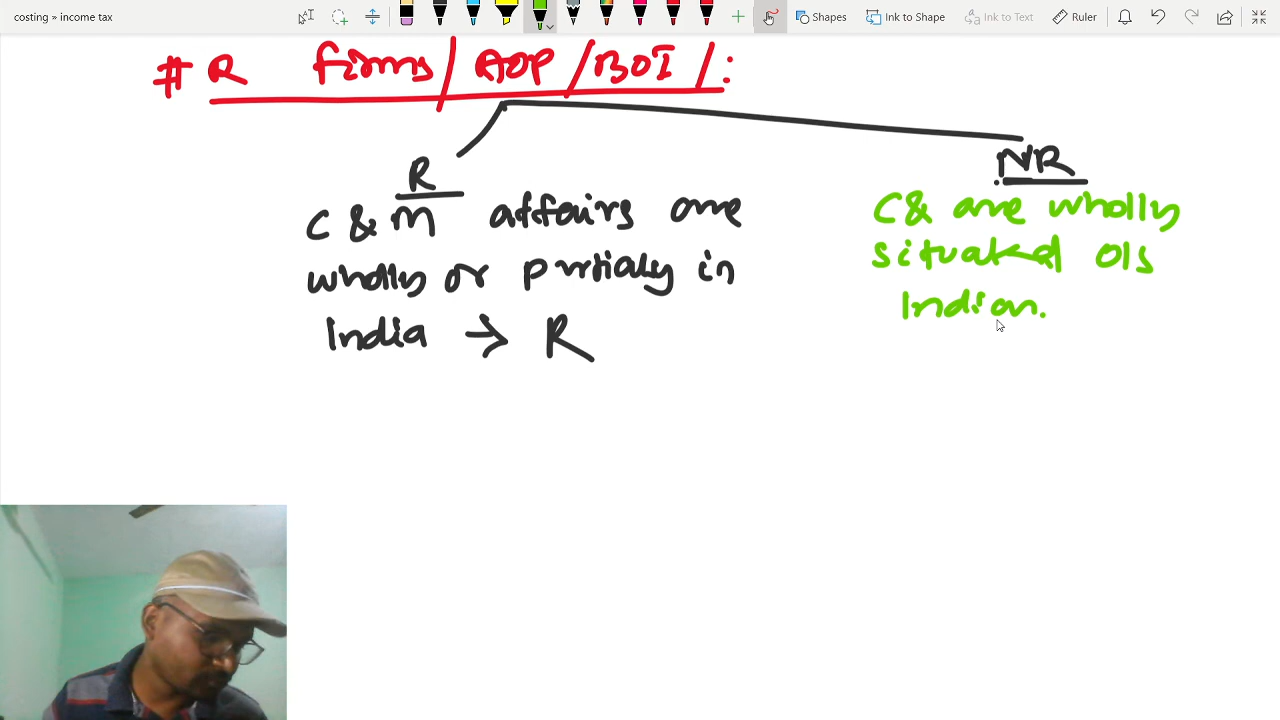 costing » income tax
Shapes
Ink to Shape
Ink to Text
Ruler
# R firms/ AOP /BOI /:
R
C & M affairs are
wholly or partialy in
India → R
NR
C& are wholly
situated O/s
Indian.